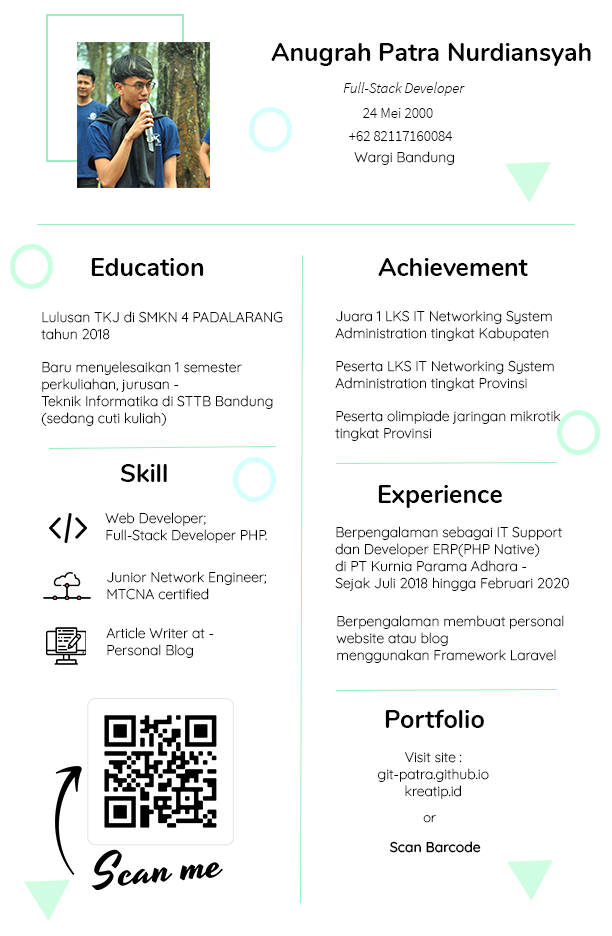 Anugrah Patra Nurdiansyah
Full-Stack Developer
24 Mei 2000
+62 82117160084
Wargi Bandung
Education
Lulusan TKJ di SMKN 4 PADALARANG
tahun 2018
Baru menyelesaikan 1 semester
perkuliahan, jurusan -
Teknik Informatika di STTB Bandung
(sedang cuti kuliah)
Skill
Web Developer;
Full-Stack Developer PHP.
Junior Network Engineer;
MTCNA certified
Article Writer at -
Personal Blog
Scan me
Achievement
Juara 1 LKS IT Networking System
Administration tingkat Kabupaten
Peserta LKS IT Networking System
Administration tingkat Provinsi
Peserta olimpiade jaringan mikrotik
tingkat Provinsi
Experience
Berpengalaman sebagai IT Support
dan Developer ERP(PHP Native)
di PT Kurnia Parama Adhara -
Sejak Juli 2018 hingga Februari 2020
Berpengalaman membuat personal
website atau blog
menggunakan Framework Laravel
Portfolio
Visit site :
git-patra.github.io
kreatip.id
or
Scan Barcode